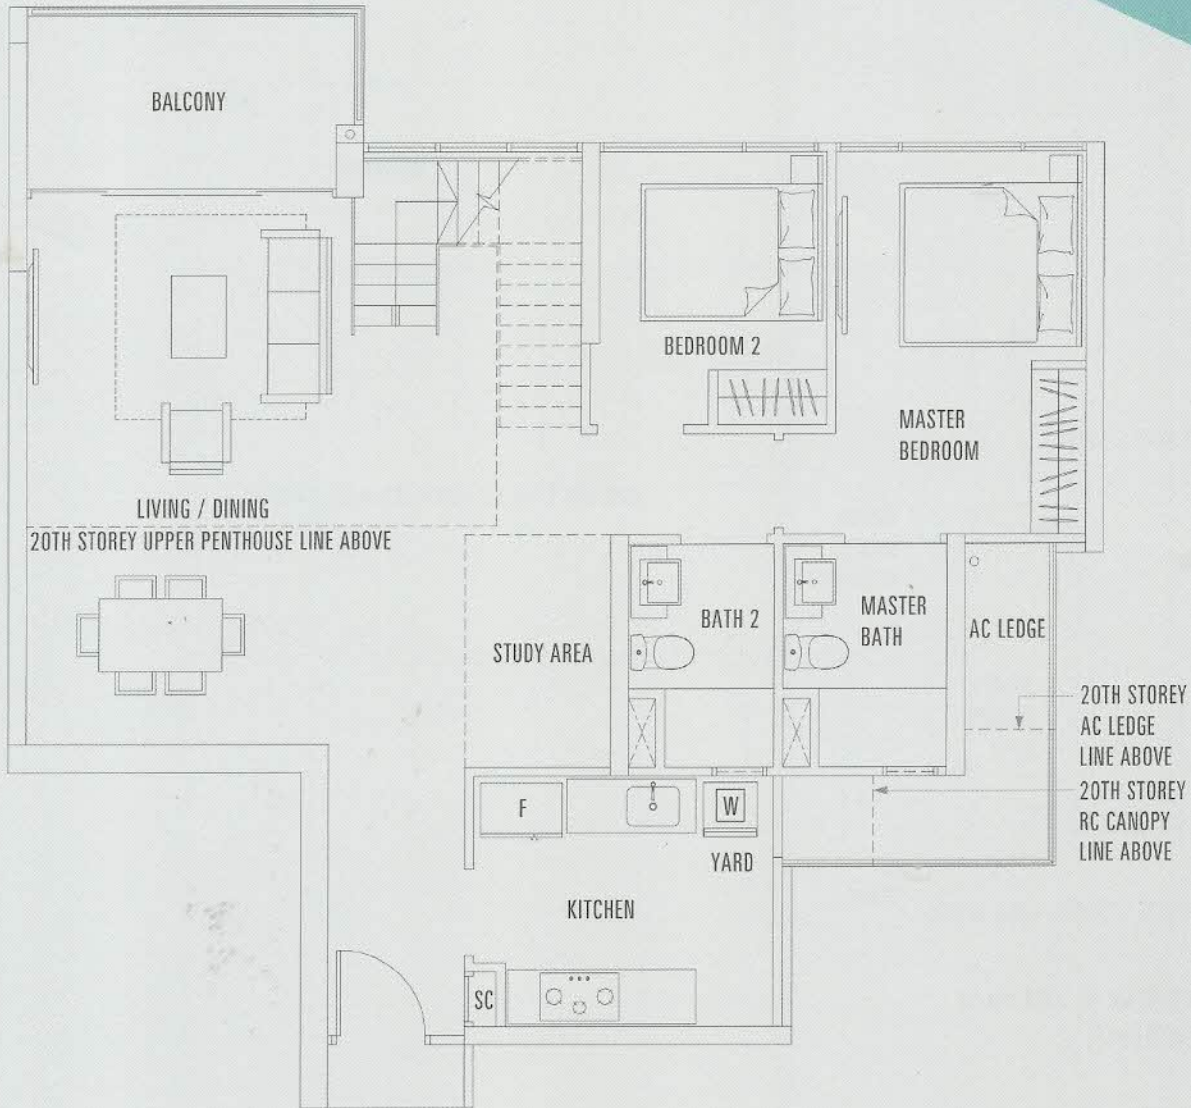 BALCONY
BEDROOM 2
MASTER
BEDROOM
LIVING / DINING
20TH STOREY UPPER PENTHOUSE LINE ABOVE
STUDY AREA
BATH 2
MASTER
BATH
AC LEDGE
20TH STOREY
AC LEDGE
LINE ABOVE
20TH STOREY
RC CANOPY
LINE ABOVE
F
W
YARD
KITCHEN
SC